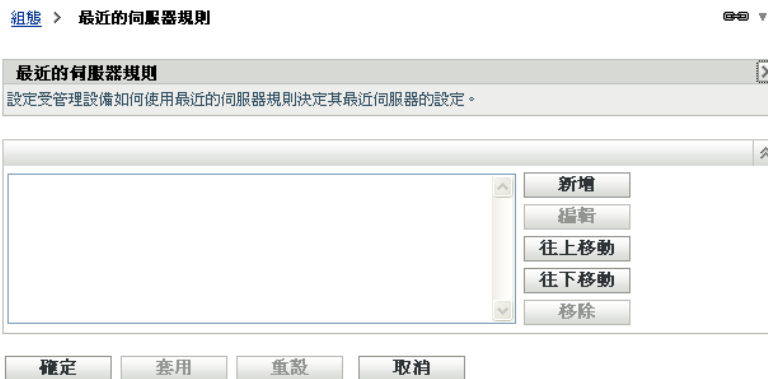 組態 > 最近的伺服器規則
最近的伺服器規則
設定受管理設備如何使用最近的伺服器規則決定其最近伺服器的設定。
新增
編輯
往上移動
往下移動
移除
確定 套用 重設 取消